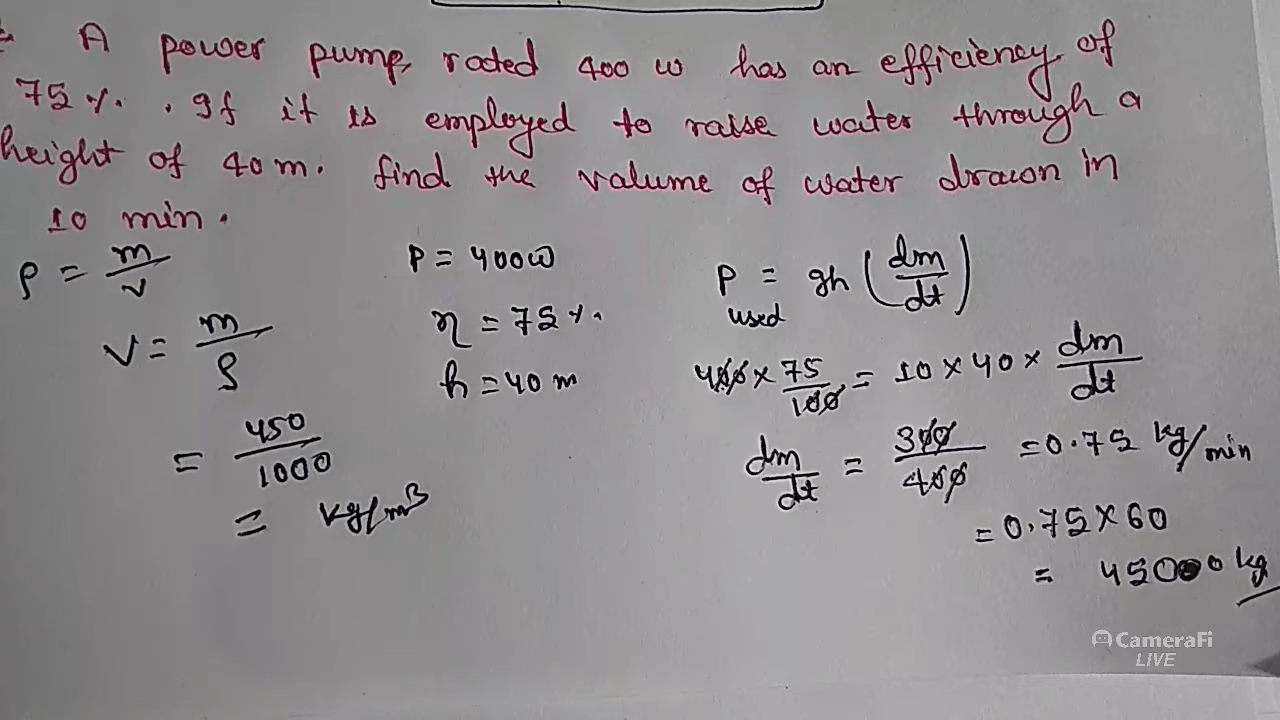 A power pump, rated 400 w has an efficiency of
75 %. . If it is employed to raise water through a
height of 40 m. find the valume of water drawn in
10 min.
ρ = m/v
V = m/ρ
= 450/1000
= kg/m³
P = 400w
η = 75 %.
h = 40 m
P used = gh (dm/dt)
400 × 75/100 = 10 × 40 × dm/dt
dm/dt = 300/400 = 0.75 kg/min
= 0.75 × 60
= 450 kg
CameraFi
LIVE